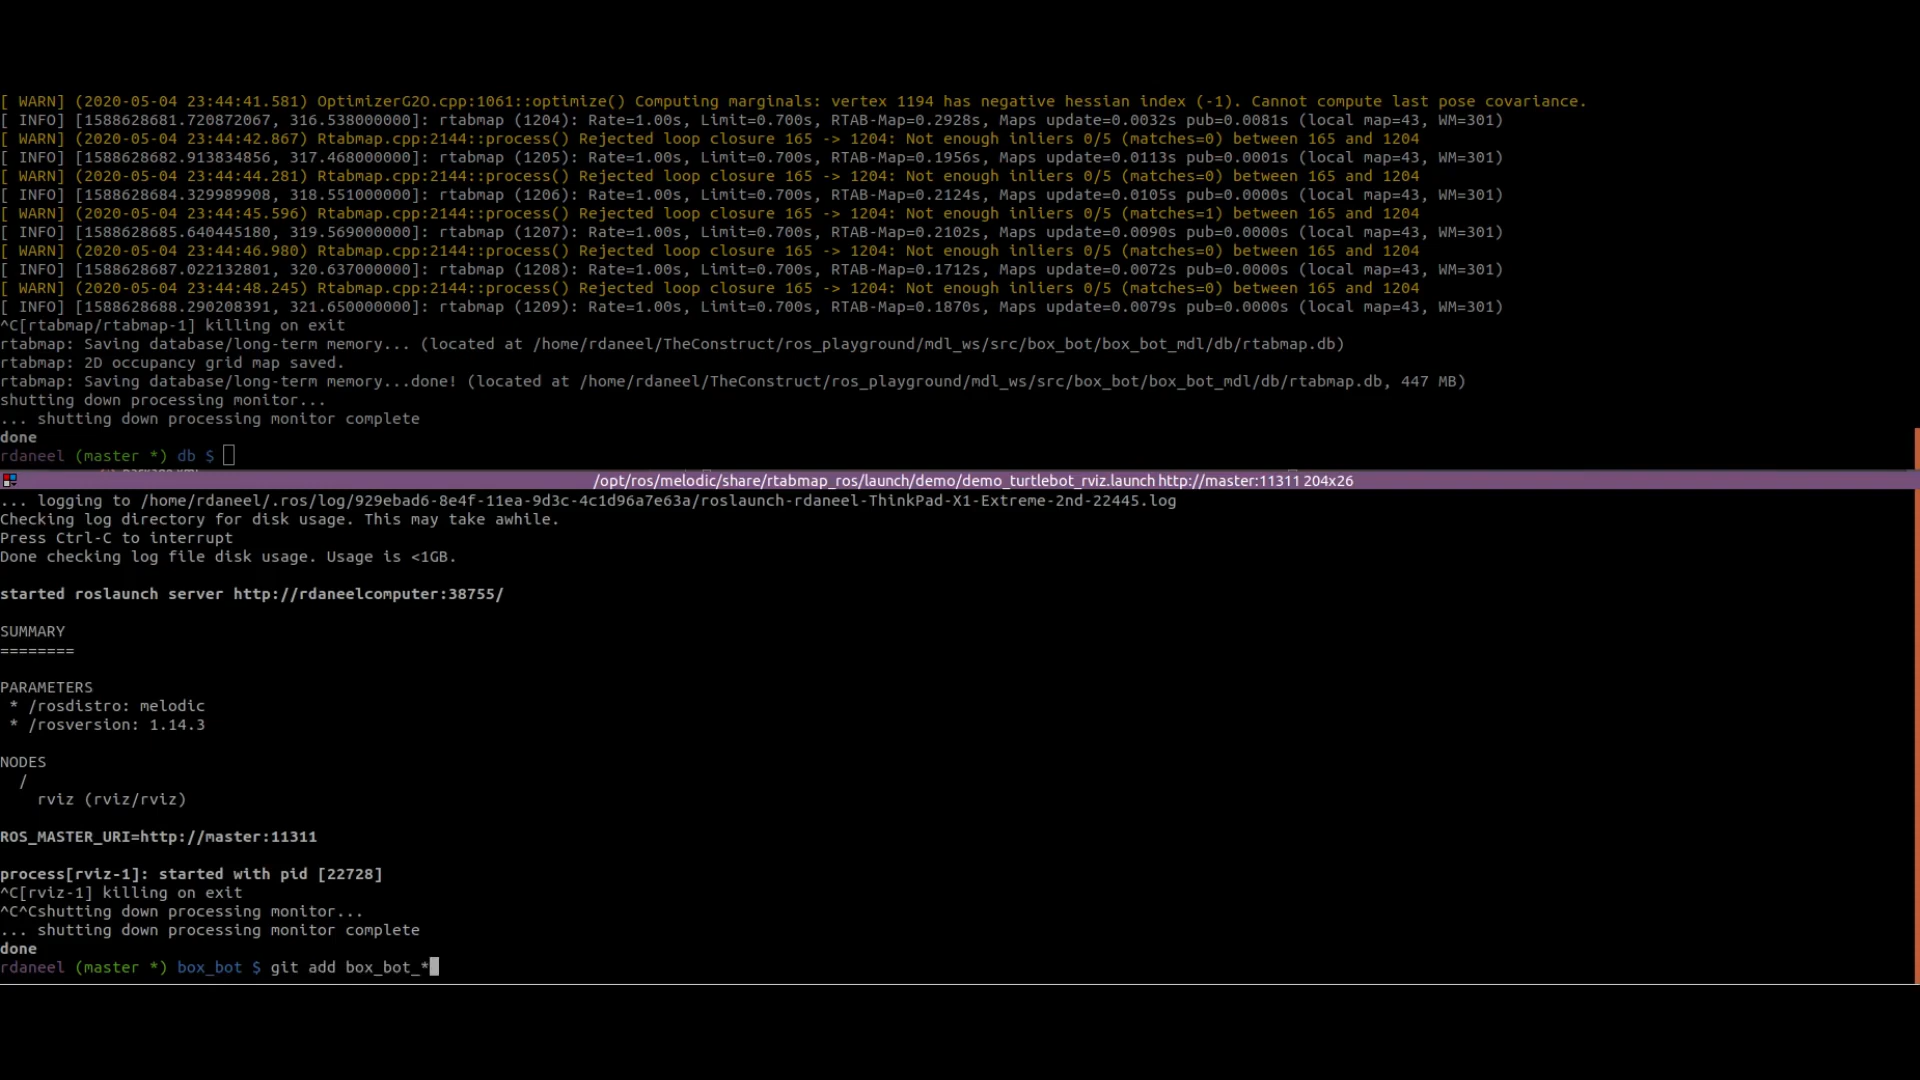 [ WARN] (2020-05-04 23:44:41.581) OptimizerG2O.cpp:1061::optimize() Computing marginals: vertex 1194 has negative hessian index (-1). Cannot compute last pose covariance.
[ INFO] [1588628681.720872067, 316.538000000]: rtabmap (1204): Rate=1.00s, Limit=0.700s, RTAB-Map=0.2928s, Maps update=0.0032s pub=0.0081s (local map=43, WM=301)
[ WARN] (2020-05-04 23:44:42.867) Rtabmap.cpp:2144::process() Rejected loop closure 165 -> 1204: Not enough inliers 0/5 (matches=0) between 165 and 1204
[ INFO] [1588628682.913834856, 317.468000000]: rtabmap (1205): Rate=1.00s, Limit=0.700s, RTAB-Map=0.1956s, Maps update=0.0113s pub=0.0001s (local map=43, WM=301)
[ WARN] (2020-05-04 23:44:44.281) Rtabmap.cpp:2144::process() Rejected loop closure 165 -> 1204: Not enough inliers 0/5 (matches=0) between 165 and 1204
[ INFO] [1588628684.329989908, 318.551000000]: rtabmap (1206): Rate=1.00s, Limit=0.700s, RTAB-Map=0.2124s, Maps update=0.0105s pub=0.0000s (local map=43, WM=301)
[ WARN] (2020-05-04 23:44:45.596) Rtabmap.cpp:2144::process() Rejected loop closure 165 -> 1204: Not enough inliers 0/5 (matches=1) between 165 and 1204
[ INFO] [1588628685.640445180, 319.569000000]: rtabmap (1207): Rate=1.00s, Limit=0.700s, RTAB-Map=0.2102s, Maps update=0.0090s pub=0.0000s (local map=43, WM=301)
[ WARN] (2020-05-04 23:44:46.980) Rtabmap.cpp:2144::process() Rejected loop closure 165 -> 1204: Not enough inliers 0/5 (matches=0) between 165 and 1204
[ INFO] [1588628687.022132801, 320.637000000]: rtabmap (1208): Rate=1.00s, Limit=0.700s, RTAB-Map=0.1712s, Maps update=0.0072s pub=0.0000s (local map=43, WM=301)
[ WARN] (2020-05-04 23:44:48.245) Rtabmap.cpp:2144::process() Rejected loop closure 165 -> 1204: Not enough inliers 0/5 (matches=0) between 165 and 1204
[ INFO] [1588628688.290208391, 321.650000000]: rtabmap (1209): Rate=1.00s, Limit=0.700s, RTAB-Map=0.1870s, Maps update=0.0079s pub=0.0000s (local map=43, WM=301)
^C[rtabmap/rtabmap-1] killing on exit
rtabmap: Saving database/long-term memory... (located at /home/rdaneel/TheConstruct/ros_playground/mdl_ws/src/box_bot/box_bot_mdl/db/rtabmap.db)
rtabmap: 2D occupancy grid map saved.
rtabmap: Saving database/long-term memory...done! (located at /home/rdaneel/TheConstruct/ros_playground/mdl_ws/src/box_bot/box_bot_mdl/db/rtabmap.db, 447 MB)
shutting down processing monitor...
... shutting down processing monitor complete
done
rdaneel (master *) db $
/opt/ros/melodic/share/rtabmap_ros/launch/demo/demo_turtlebot_rviz.launch http://master:11311 204x26
... logging to /home/rdaneel/.ros/log/929ebad6-8e4f-11ea-9d3c-4c1d96a7e63a/roslaunch-rdaneel-ThinkPad-X1-Extreme-2nd-22445.log
Checking log directory for disk usage. This may take awhile.
Press Ctrl-C to interrupt
Done checking log file disk usage. Usage is <1GB.
started roslaunch server http://rdaneelcomputer:38755/
SUMMARY
========
PARAMETERS
* /rosdistro: melodic
* /rosversion: 1.14.3
NODES
/
rviz (rviz/rviz)
ROS_MASTER_URI=http://master:11311
process[rviz-1]: started with pid [22728]
^C[rviz-1] killing on exit
^C^Cshutting down processing monitor...
... shutting down processing monitor complete
done
rdaneel (master *) box_bot $ git add box_bot_*